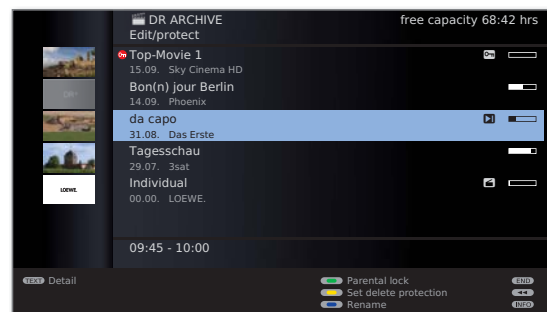 DR ARCHIVE
free capacity 68:42 hrs
Edit/protect
Top-Movie 1
15.09. Sky Cinema HD
DR+
Bon(n) jour Berlin
14.09. Phoenix
da capo
31.08. Das Erste
Tagesschau
29.07. 3sat
LOEWE.
Individual
00.00. LOEWE.
09:45 - 10:00
TEXT Detail
Parental lock
END
Set delete protection
Rename
INFO